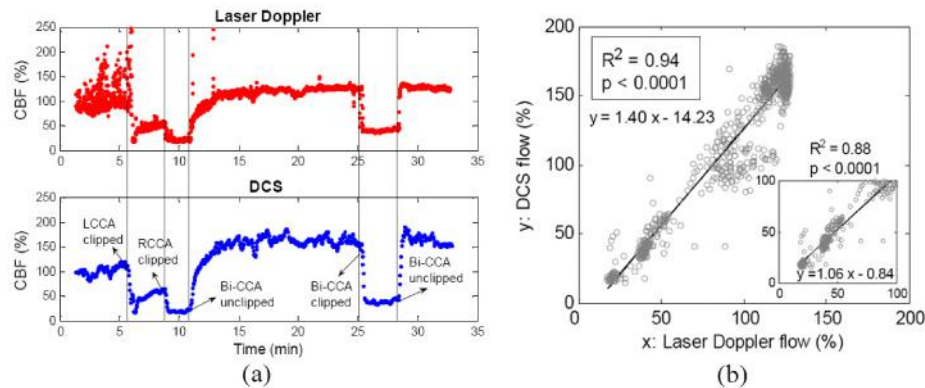 Laser Doppler
250
200
150
100
50
0
CBF (%)
0 5 10 15 20 25 30 35
DCS
250
200
150
100
50
0
CBF (%)
LCCA
clipped
RCCA
clipped
Bi-CCA
unclipped
Bi-CCA
clipped
Bi-CCA
unclipped
0 5 10 15 20 25 30 35
Time (min)
(a)
200
150
100
50
0
y: DCS flow (%)
R² = 0.94
p < 0.0001
y = 1.40 x - 14.23
R² = 0.88
p < 0.0001
100
50
0
y=1.06 x - 0.84
0 50 100
0 50 100 150 200
x: Laser Doppler flow (%)
(b)